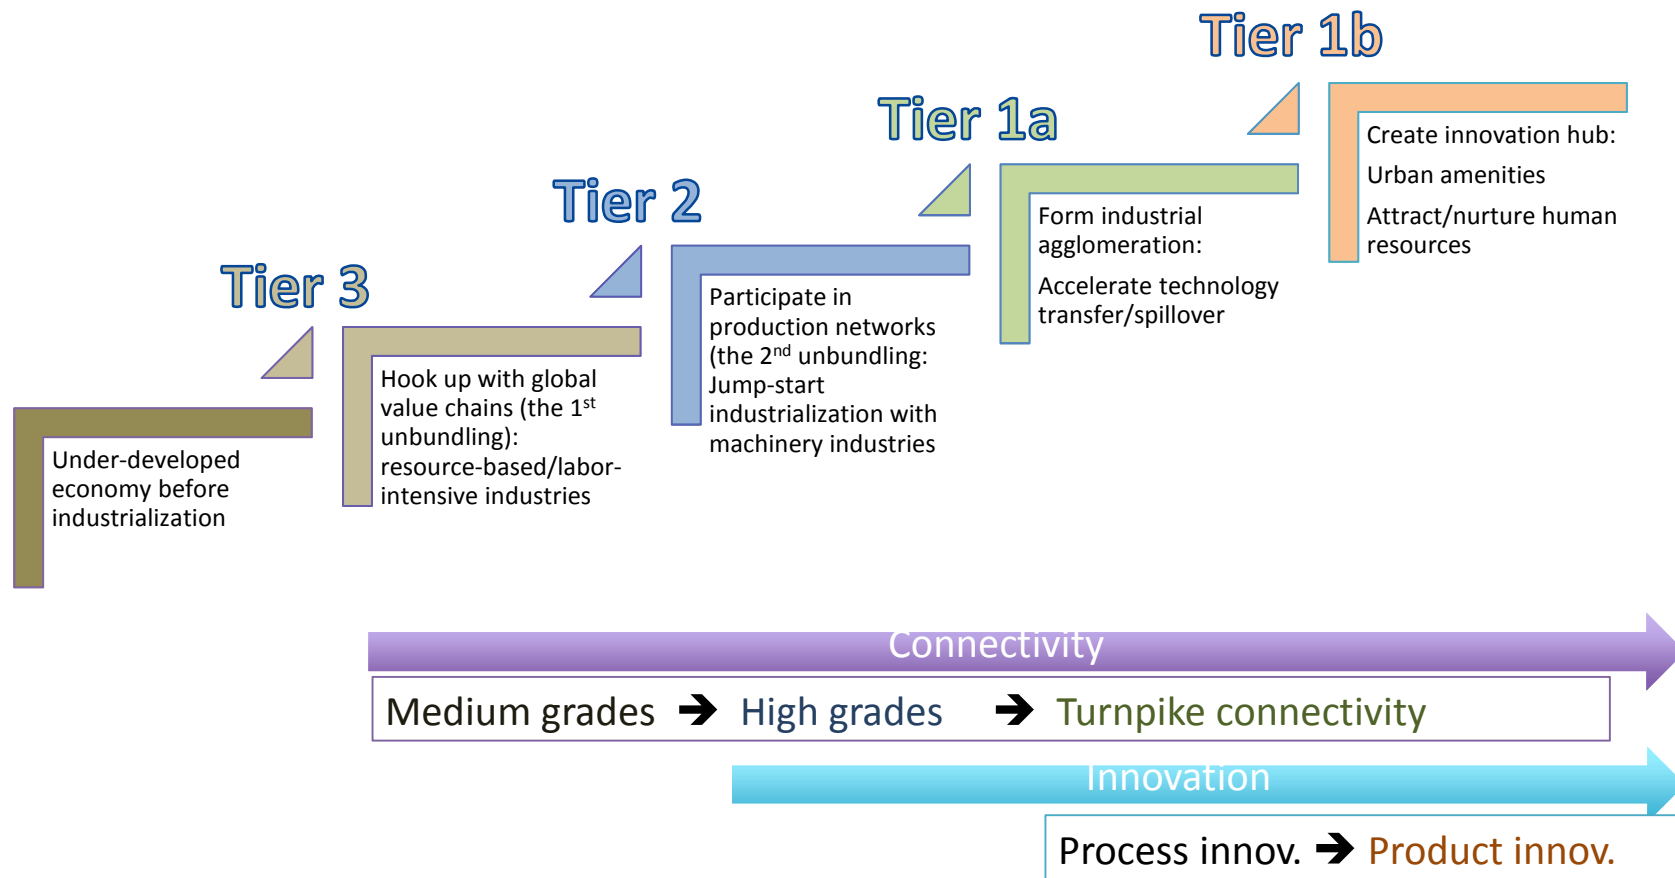 Tier 1b
Create innovation hub:
Urban amenities
Attract/nurture human
resources
Tier 1a
Form industrial
agglomeration:
Accelerate technology
transfer/spillover
Tier 2
Participate in
production networks
(the 2nd unbundling:
Jump-start
industrialization with
machinery industries
Tier 3
Hook up with global
value chains (the 1st
unbundling):
resource-based/labor-
intensive industries
Under-developed
economy before
industrialization
Connectivity
Medium grades ➔ High grades ➔ Turnpike connectivity
Innovation
Process innov. ➔ Product innov.